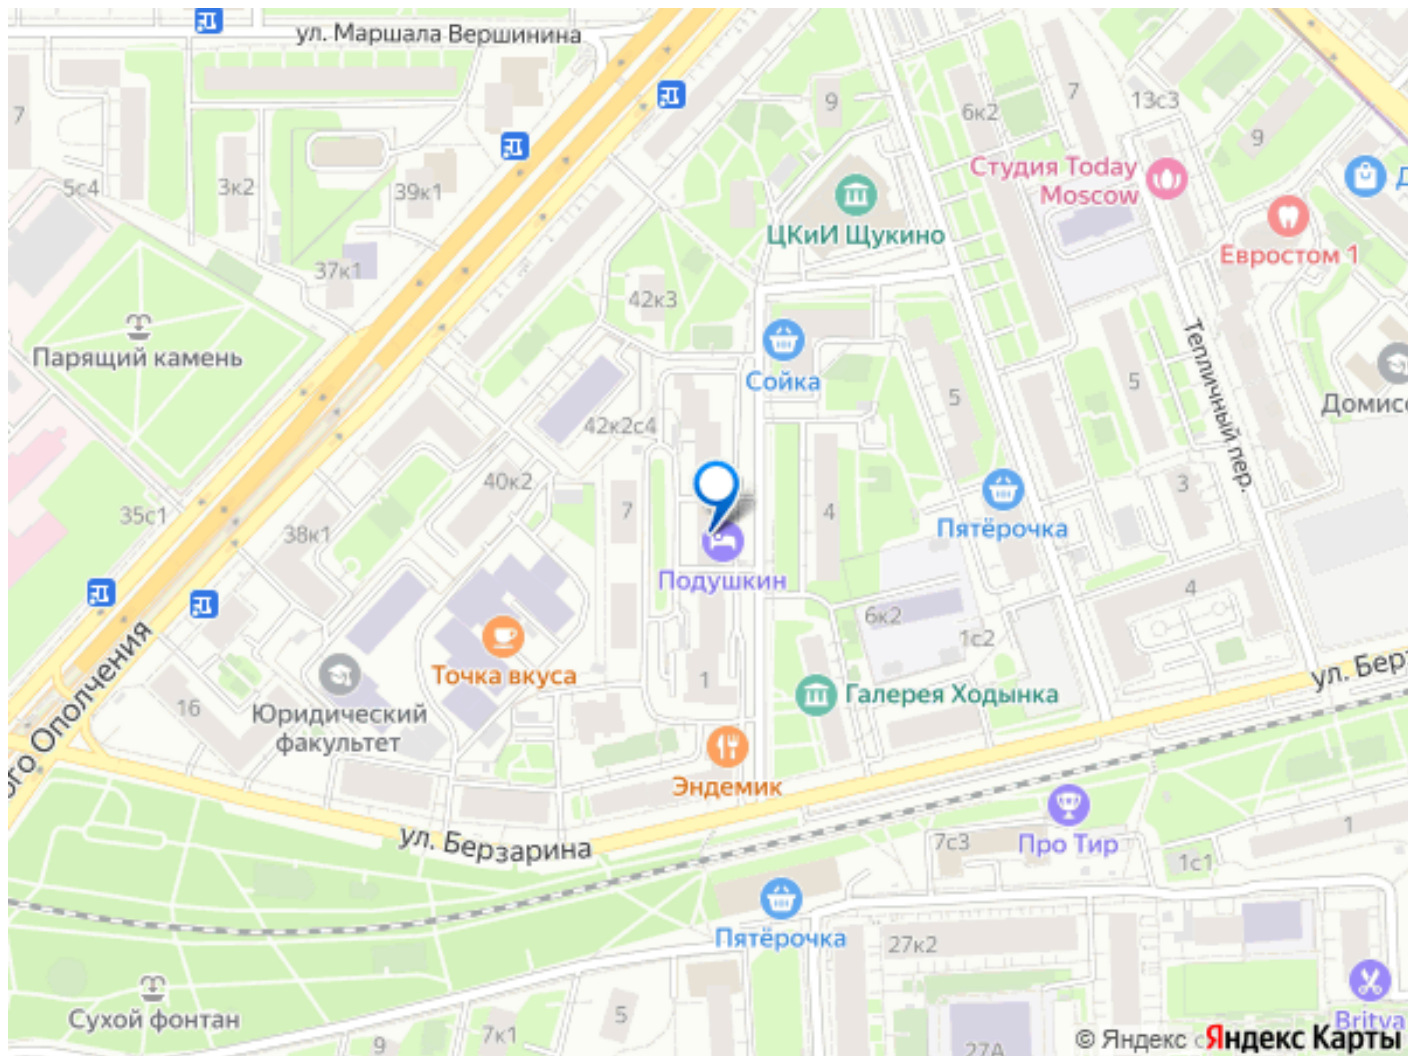 ул. Маршала Вершинина
7
9
6к2
7
13с3
9
5с4
3к2
39к1
Студия Today
Moscow
ЦКиИ Щукино
Евростом 1
37к1
42к3
Парящий камень
Сойка
Тепличный пер.
5
5
Домисо
42к2с4
40к2
35с1
38к1
7
4
3
Пятёрочка
Подушкин
6к2
1с2
4
Точка вкуса
ого Ополчения
16
1
Юридический
факультет
Галерея Ходынка
ул. Бер
Эндемик
ул. Берзарина
7с3
Про Тир
1
1с1
Пятёрочка
27к2
Сухой фонтан
7к1
5
9
27А
Britva
© Яндекс
Яндекс Карты